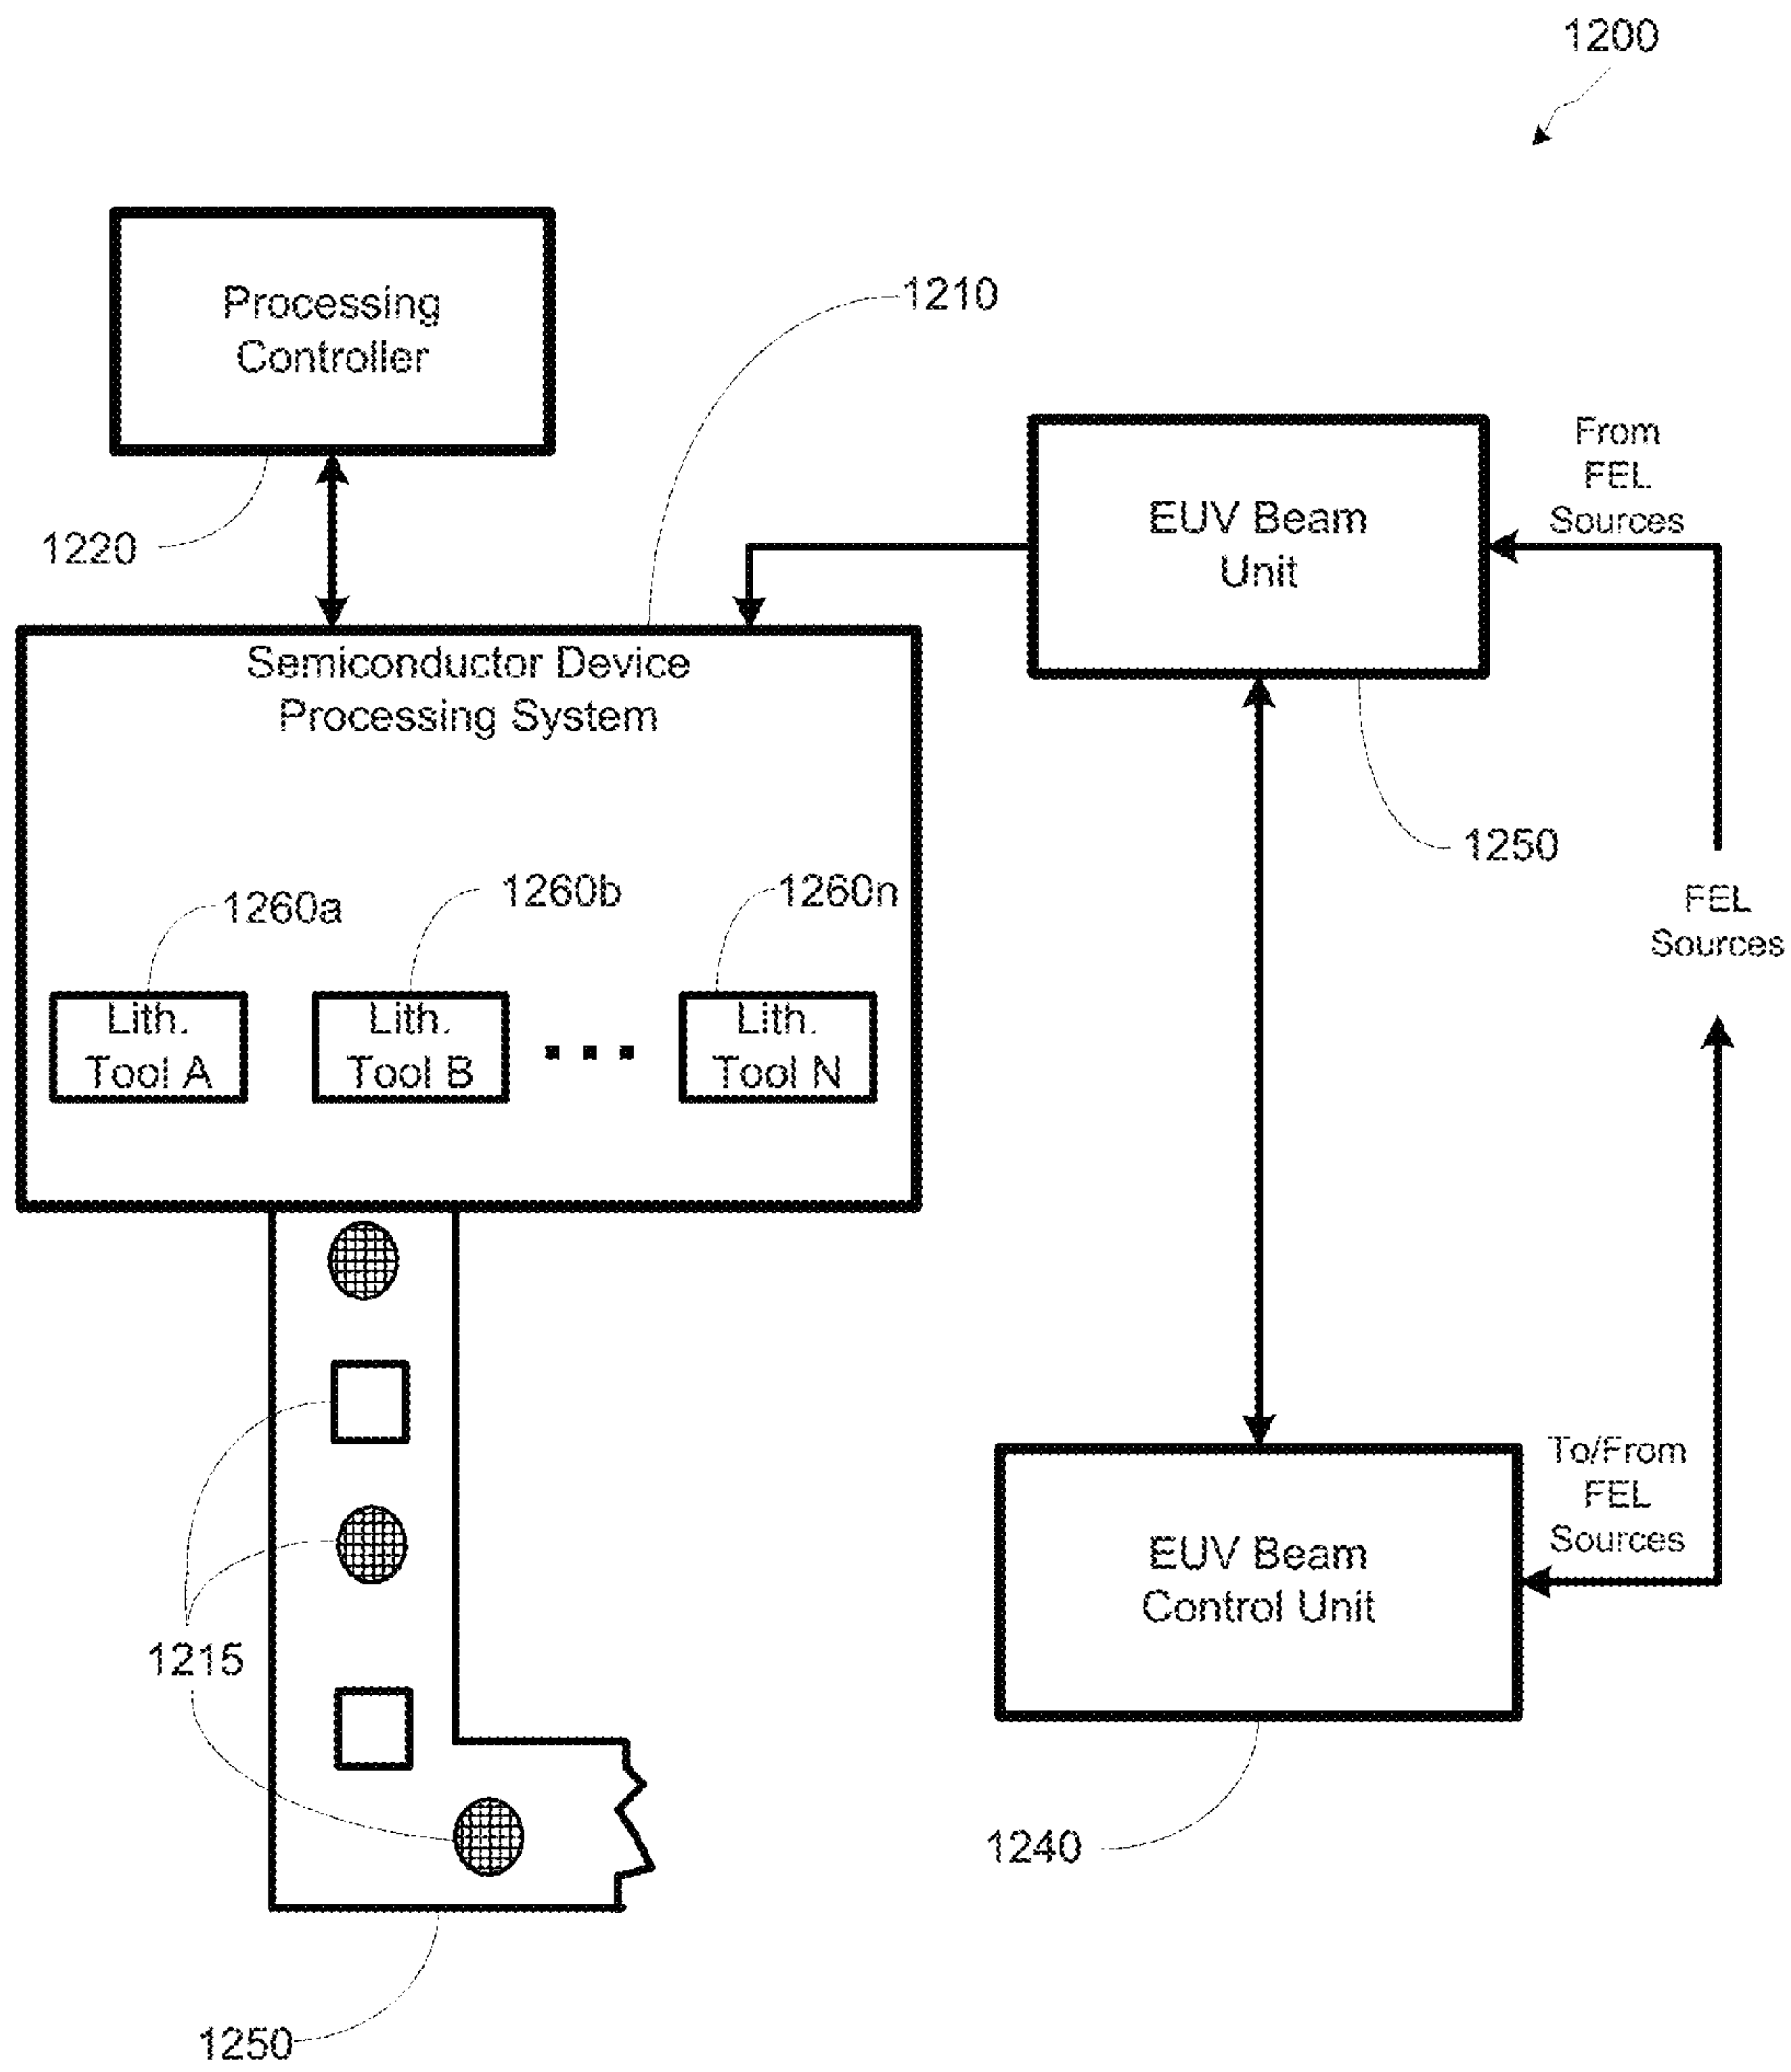 1200
Processing
Controller
1210
From
FEL
Sources
EUV Beam
Unit
1220
Semiconductor Device
Processing System
1250
1260a
1260b
1260n
FEL
Sources
Lith.
Tool A
Lith.
Tool B
Lith.
Tool N
To/From
FEL
Sources
EUV Beam
Control Unit
1215
1240
1250